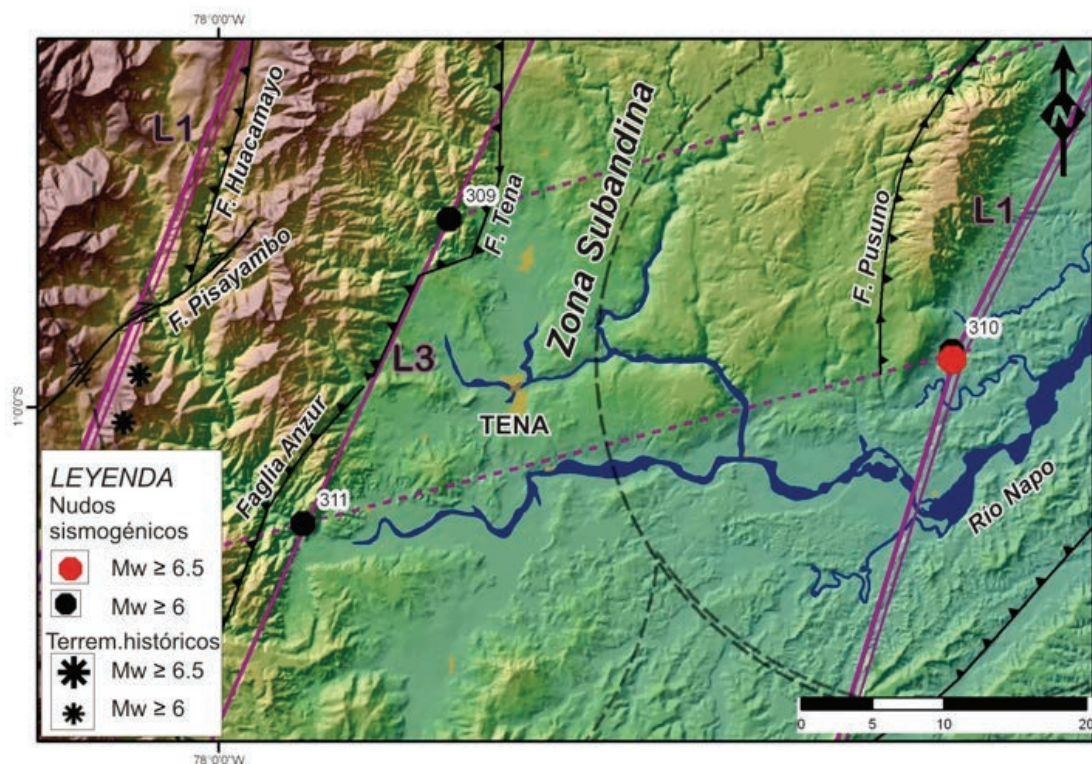 78°0'0"W
L1
F. Huacamayo
F. Pisayambo
309
F. Tena
Zona Subandina
F. Pusuno
L1
N
310
L3
1°0'0"S
TENA
Faglia Anzur
311
Río Napo
LEYENDA
Nudos
sismogénicos
Mw ≥ 6.5
Mw ≥ 6
Terrem.históricos
Mw ≥ 6.5
Mw ≥ 6
0 5 10 20
78°0'0"W